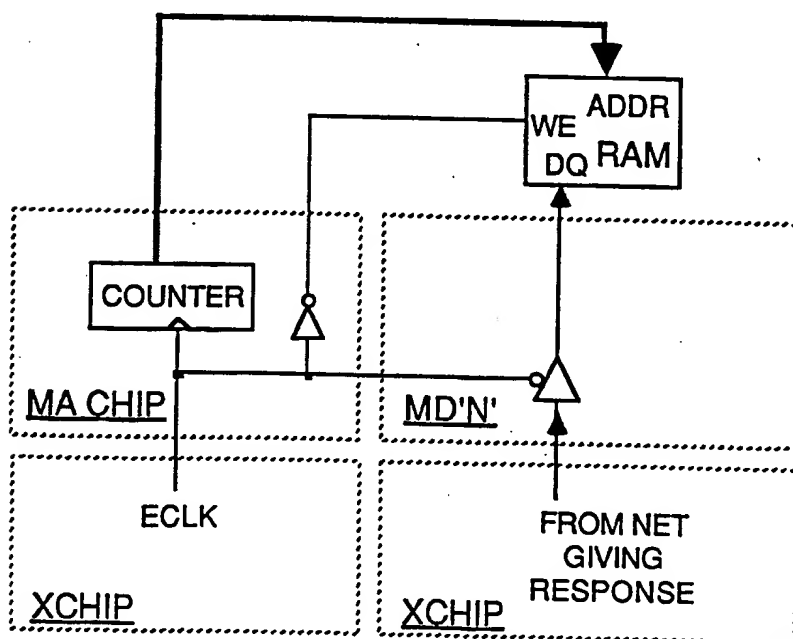 ADDR
WE
DQ RAM
COUNTER
MA CHIP
MD'N'
ECLK
FROM NET
GIVING
RESPONSE
XCHIP
XCHIP